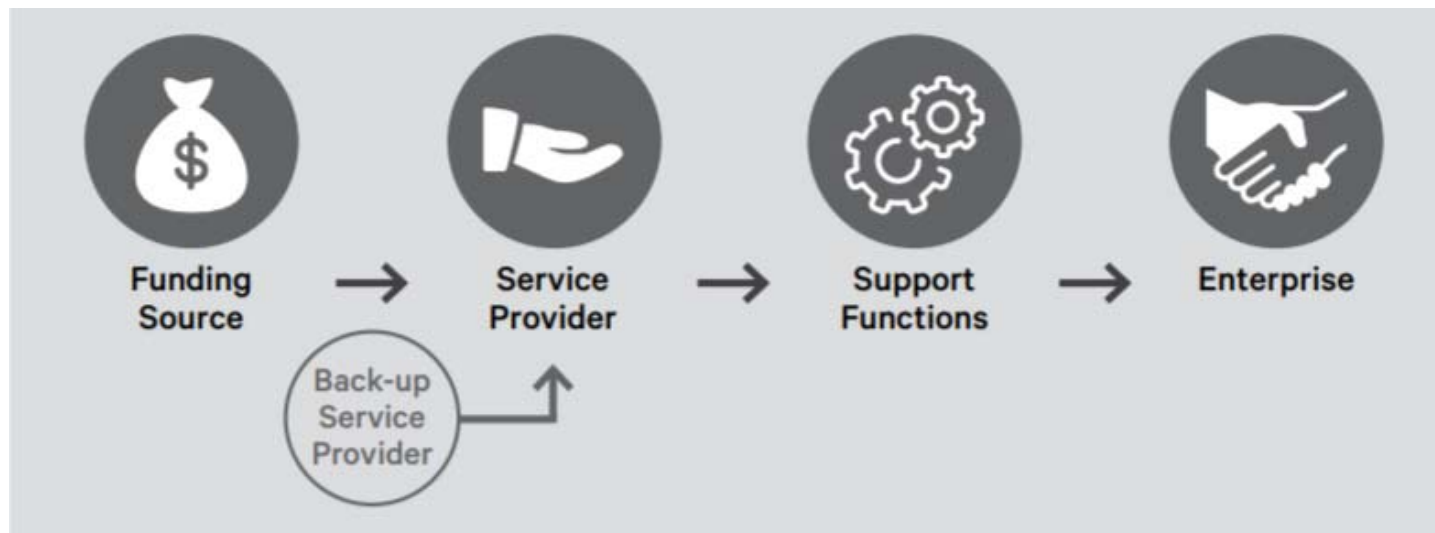 $
Funding
Source
Service
Provider
Support
Functions
Enterprise
Back-up
Service
Provider